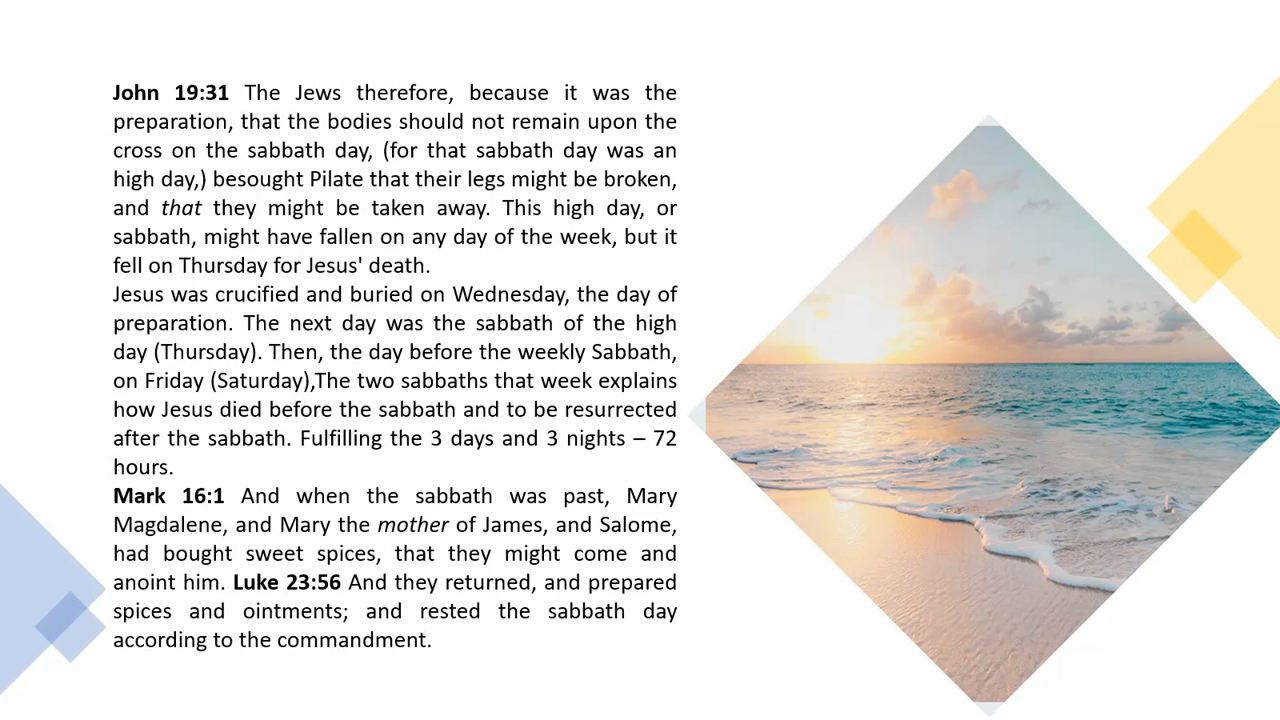 John 19:31 The Jews therefore, because it was the
preparation, that the bodies should not remain upon the
cross on the sabbath day, (for that sabbath day was an
high day,) besought Pilate that their legs might be broken,
and that they might be taken away. This high day, or
sabbath, might have fallen on any day of the week, but it
fell on Thursday for Jesus' death.
Jesus was crucified and buried on Wednesday, the day of
preparation. The next day was the sabbath of the high
day (Thursday). Then, the day before the weekly Sabbath,
on Friday (Saturday),The two sabbaths that week explains
how Jesus died before the sabbath and to be resurrected
after the sabbath. Fulfilling the 3 days and 3 nights – 72
hours.
Mark 16:1 And when the sabbath was past, Mary
Magdalene, and Mary the mother of James, and Salome,
had bought sweet spices, that they might come and
anoint him. Luke 23:56 And they returned, and prepared
spices and ointments; and rested the sabbath day
according to the commandment.